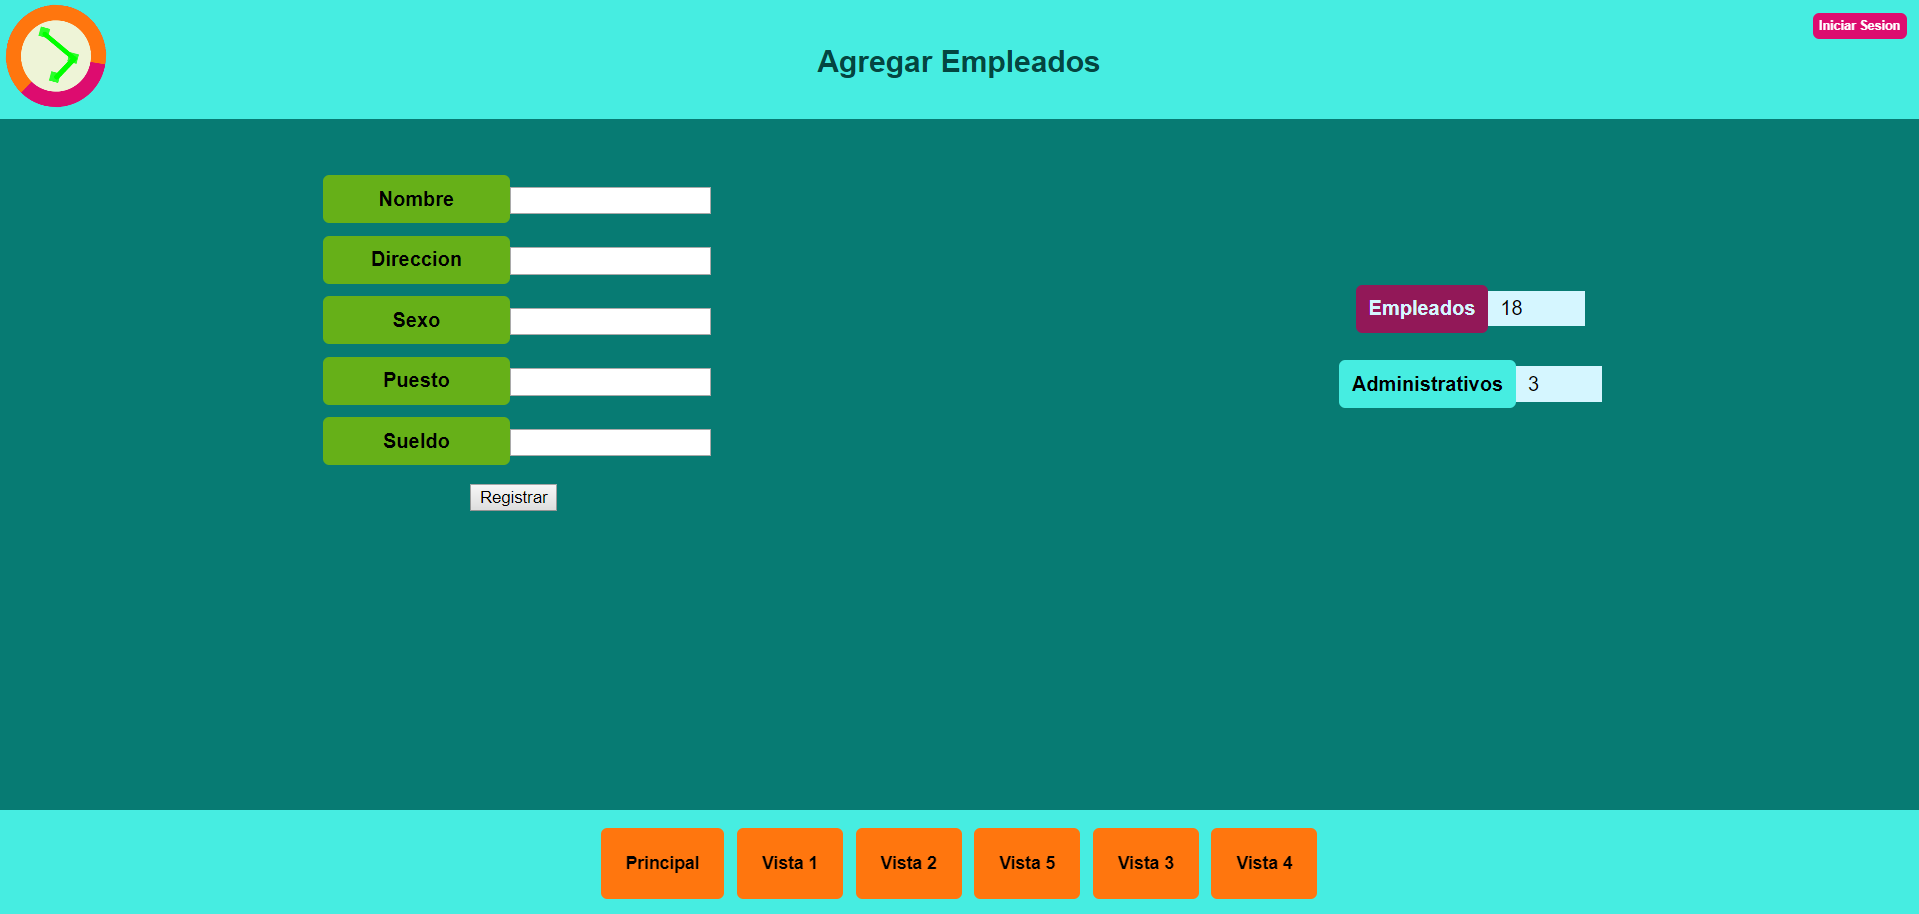 Iniciar Sesion
Agregar Empleados
Nombre
Direccion
Sexo
Puesto
Sueldo
Registrar
Empleados 18
Administrativos 3
Principal Vista 1 Vista 2 Vista 5 Vista 3 Vista 4